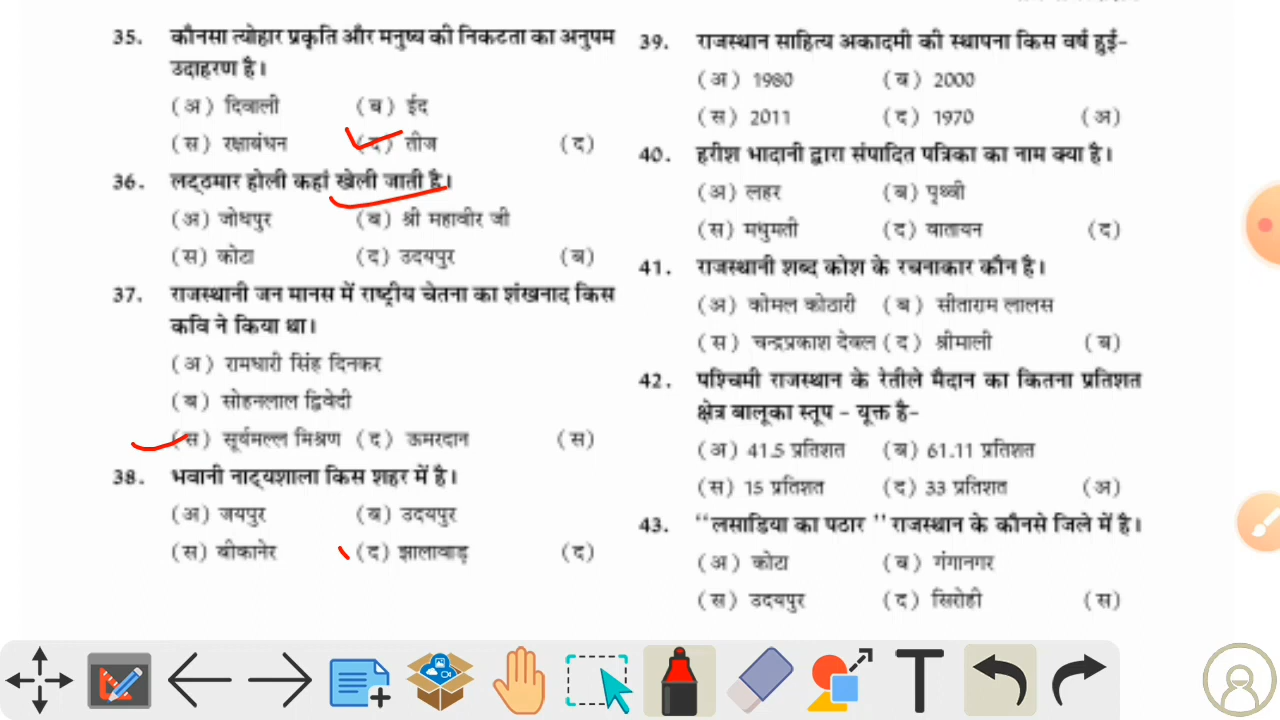 35. कौनसा त्योहार प्रकृति और मनुष्य की निकटता का अनुपम
उदाहरण है।
(अ) दिवाली (ब) ईद
(स) रक्षाबंधन (द) तीज (द)
36. लट्ठमार होली कहां खेली जाती है।
(अ) जोधपुर (ब) श्री महावीर जी
(स) कोटा (द) उदयपुर (ब)
37. राजस्थानी जन मानस में राष्ट्रीय चेतना का शंखनाद किस
कवि ने किया था।
(अ) रामधारी सिंह दिनकर
(ब) सोहनलाल द्विवेदी
(स) सूर्यमल्ल मिश्रण (द) ऊमरदान (स)
38. भवानी नाट्यशाला किस शहर में है।
(अ) जयपुर (ब) उदयपुर
(स) बीकानेर (द) झालावाड़ (द)
39. राजस्थान साहित्य अकादमी की स्थापना किस वर्ष हुई-
(अ) 1980 (ब) 2000
(स) 2011 (द) 1970 (अ)
40. हरीश भादानी द्वारा संपादित पत्रिका का नाम क्या है।
(अ) लहर (ब) पृथ्वी
(स) मधुमती (द) वातायन (द)
41. राजस्थानी शब्द कोश के रचनाकार कौन है।
(अ) कोमल कोठारी (ब) सीताराम लालस
(स) चन्द्रप्रकाश देवल (द) श्रीमाली (ब)
42. पश्चिमी राजस्थान के रेतीले मैदान का कितना प्रतिशत
क्षेत्र बालूका स्तूप - यूक्त है-
(अ) 41.5 प्रतिशत (ब) 61.11 प्रतिशत
(स) 15 प्रतिशत (द) 33 प्रतिशत (अ)
43. "लसाडिया का पठार" राजस्थान के कौनसे जिले में है।
(अ) कोटा (ब) गंगानगर
(स) उदयपुर (द) सिरोही (स)